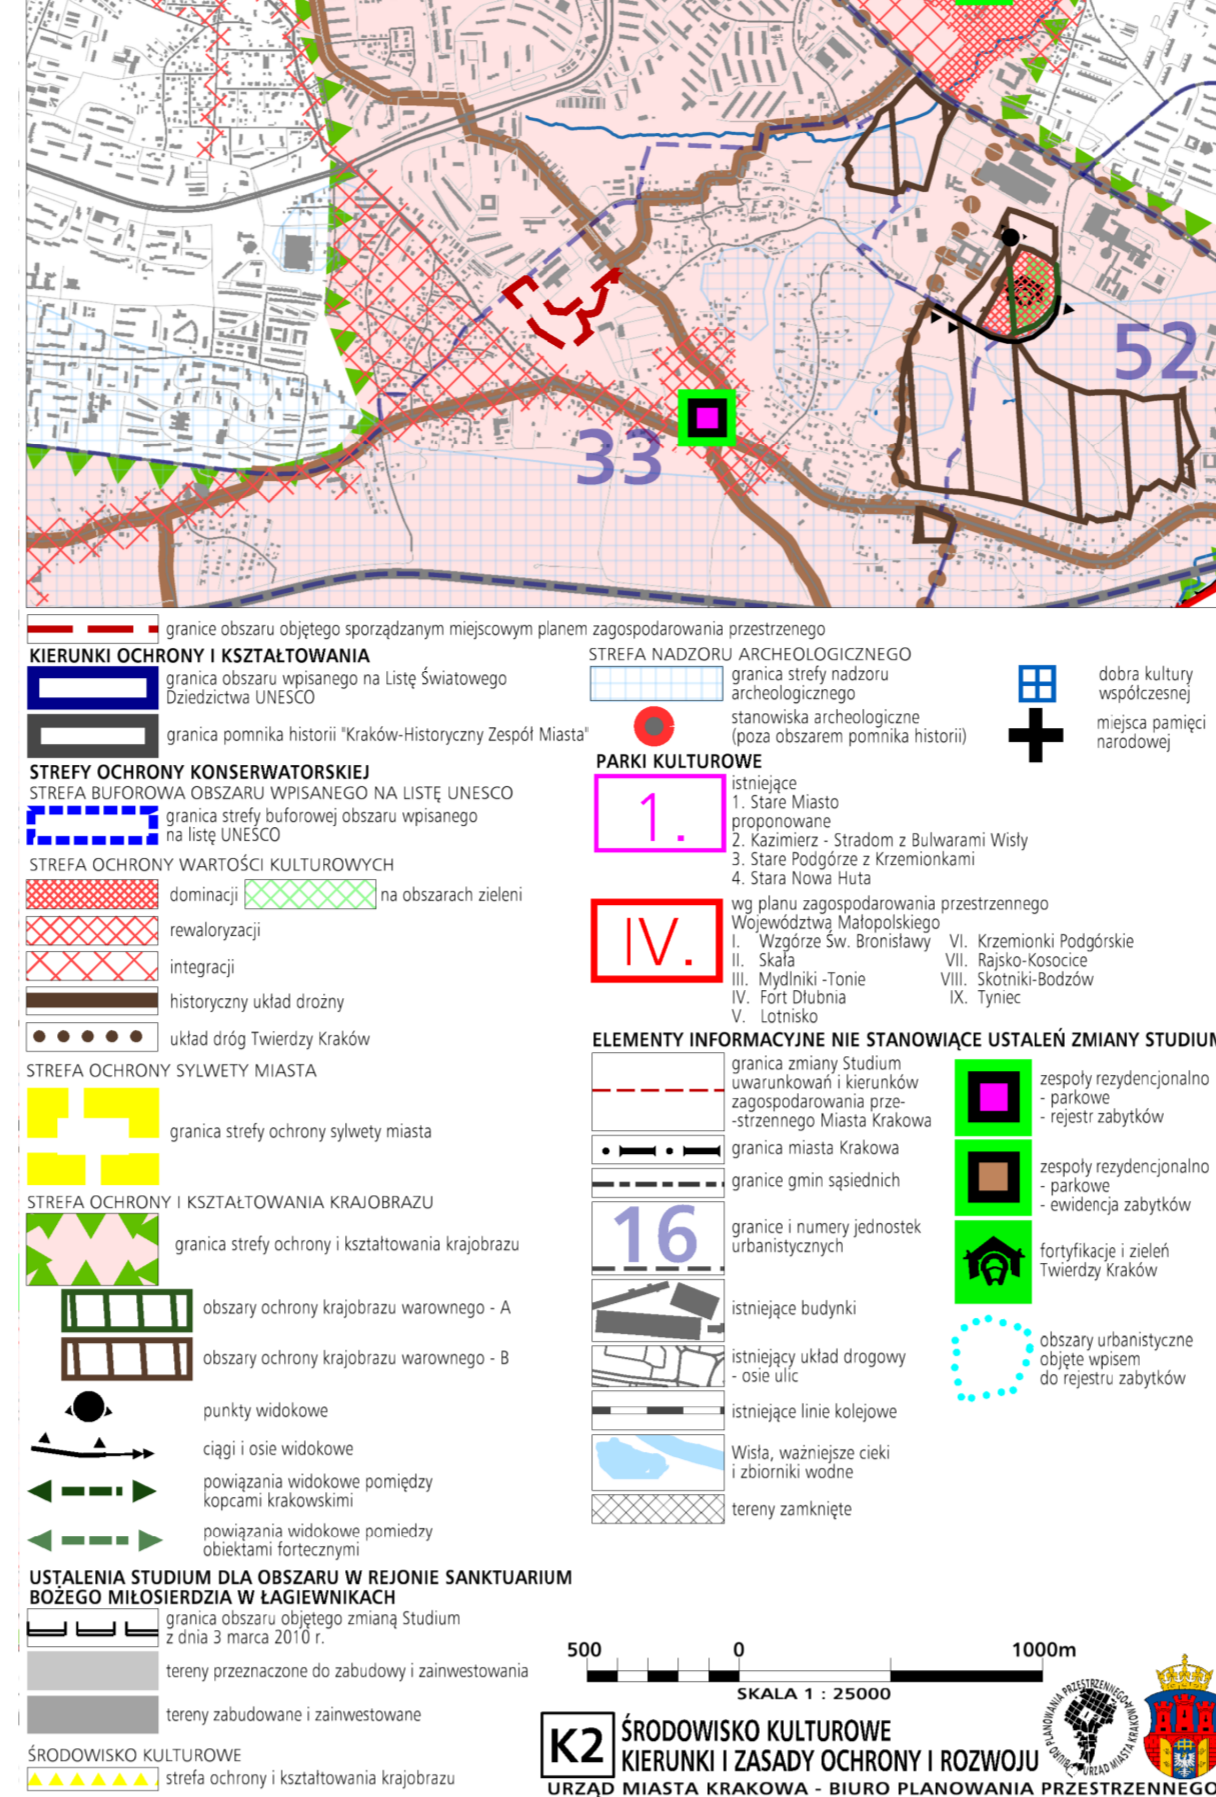 52
33
granice obszaru objętego sporządzanym miejscowym planem zagospodarowania przestrzenego
KIERUNKI OCHRONY I KSZTAŁTOWANIA
granica obszaru wpisanego na Listę Światowego
Dziedzictwa UNESCO
granica pomnika historii "Kraków-Historyczny Zespół Miasta"
STREFY OCHRONY KONSERWATORSKIEJ
STREFA BUFOROWA OBSZARU WPISANEGO NA LISTĘ UNESCO
granica strefy buforowej obszaru wpisanego
na listę UNESCO
STREFA OCHRONY WARTOŚCI KULTUROWYCH
dominacji
na obszarach zieleni
rewaloryzacji
integracji
historyczny układ drożny
układ dróg Twierdzy Kraków
STREFA OCHRONY SYLWETY MIASTA
granica strefy ochrony sylwety miasta
STREFA OCHRONY I KSZTAŁTOWANIA KRAJOBRAZU
granica strefy ochrony i kształtowania krajobrazu
obszary ochrony krajobrazu warownego - A
obszary ochrony krajobrazu warownego - B
punkty widokowe
ciągi i osie widokowe
powiązania widokowe pomiędzy
kopcami krakowskimi
powiązania widokowe pomiedzy
obiektami fortecznymi
USTALENIA STUDIUM DLA OBSZARU W REJONIE SANKTUARIUM
BOŻEGO MIŁOSIERDZIA W ŁAGIEWNIKACH
granica obszaru objętego zmianą Studium
z dnia 3 marca 2010 r.
tereny przeznaczone do zabudowy i zainwestowania
tereny zabudowane i zainwestowane
ŚRODOWISKO KULTUROWE
strefa ochrony i kształtowania krajobrazu
STREFA NADZORU ARCHEOLOGICZNEGO
granica strefy nadzoru
archeologicznego
stanowiska archeologiczne
(poza obszarem pomnika historii)
dobra kultury
współczesnej
miejsca pamięci
narodowej
PARKI KULTUROWE
1.
istniejące
1. Stare Miasto
proponowane
2. Kazimierz - Stradom z Bulwarami Wisły
3. Stare Podgórze z Krzemionkami
4. Stara Nowa Huta
IV.
wg planu zagospodarowania przestrzennego
Województwa Małopolskiego
I. Wzgórze Św. Bronisławy VI. Krzemionki Podgórskie
II. Skała VII. Rajsko-Kosocice
III. Mydlniki -Tonie VIII. Skotniki-Bodzów
IV. Fort Dłubnia IX. Tyniec
V. Lotnisko
ELEMENTY INFORMACYJNE NIE STANOWIĄCE USTALEŃ ZMIANY STUDIUM
granica zmiany Studium
uwarunkowań i kierunków
zagospodarowania prze-
-strzennego Miasta Krakowa
granica miasta Krakowa
granice gmin sąsiednich
16
granice i numery jednostek
urbanistycznych
istniejące budynki
istniejący układ drogowy
- osie ulic
istniejące linie kolejowe
Wisła, ważniejsze cieki
i zbiorniki wodne
tereny zamknięte
zespoły rezydencjonalno
- parkowe
- rejestr zabytków
zespoły rezydencjonalno
- parkowe
- ewidencja zabytków
fortyfikacje i zieleń
Twierdzy Kraków
obszary urbanistyczne
objęte wpisem
do rejestru zabytków
500 0 1000m
SKALA 1 : 25000
K2
ŚRODOWISKO KULTUROWE
KIERUNKI I ZASADY OCHRONY I ROZWOJU
BIURO PLANOWANIA PRZESTRZENNEGO
URZĄD MIASTA KRAKOWA
URZĄD MIASTA KRAKOWA - BIURO PLANOWANIA PRZESTRZENNEGO